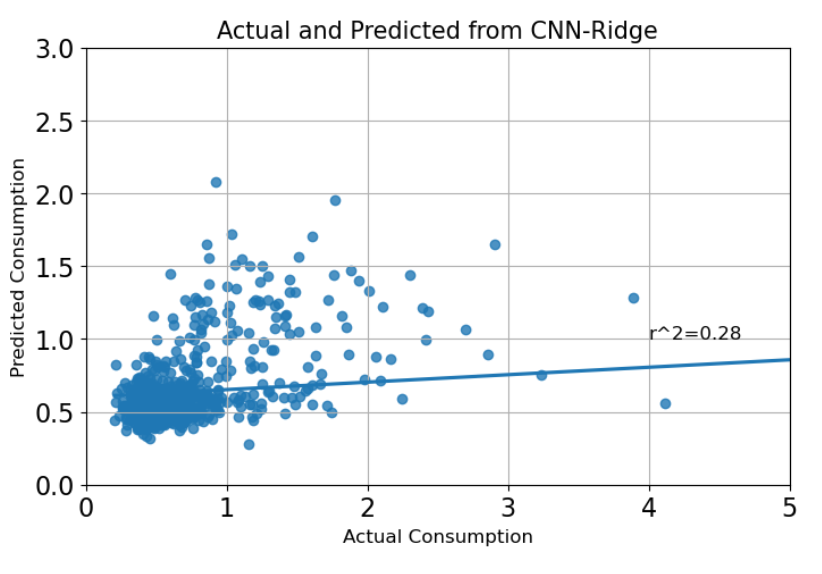 Actual and Predicted from CNN-Ridge
3.0
2.5
2.0
1.5
1.0
0.5
0.0
Predicted Consumption
r^2=0.28
0 1 2 3 4 5
Actual Consumption